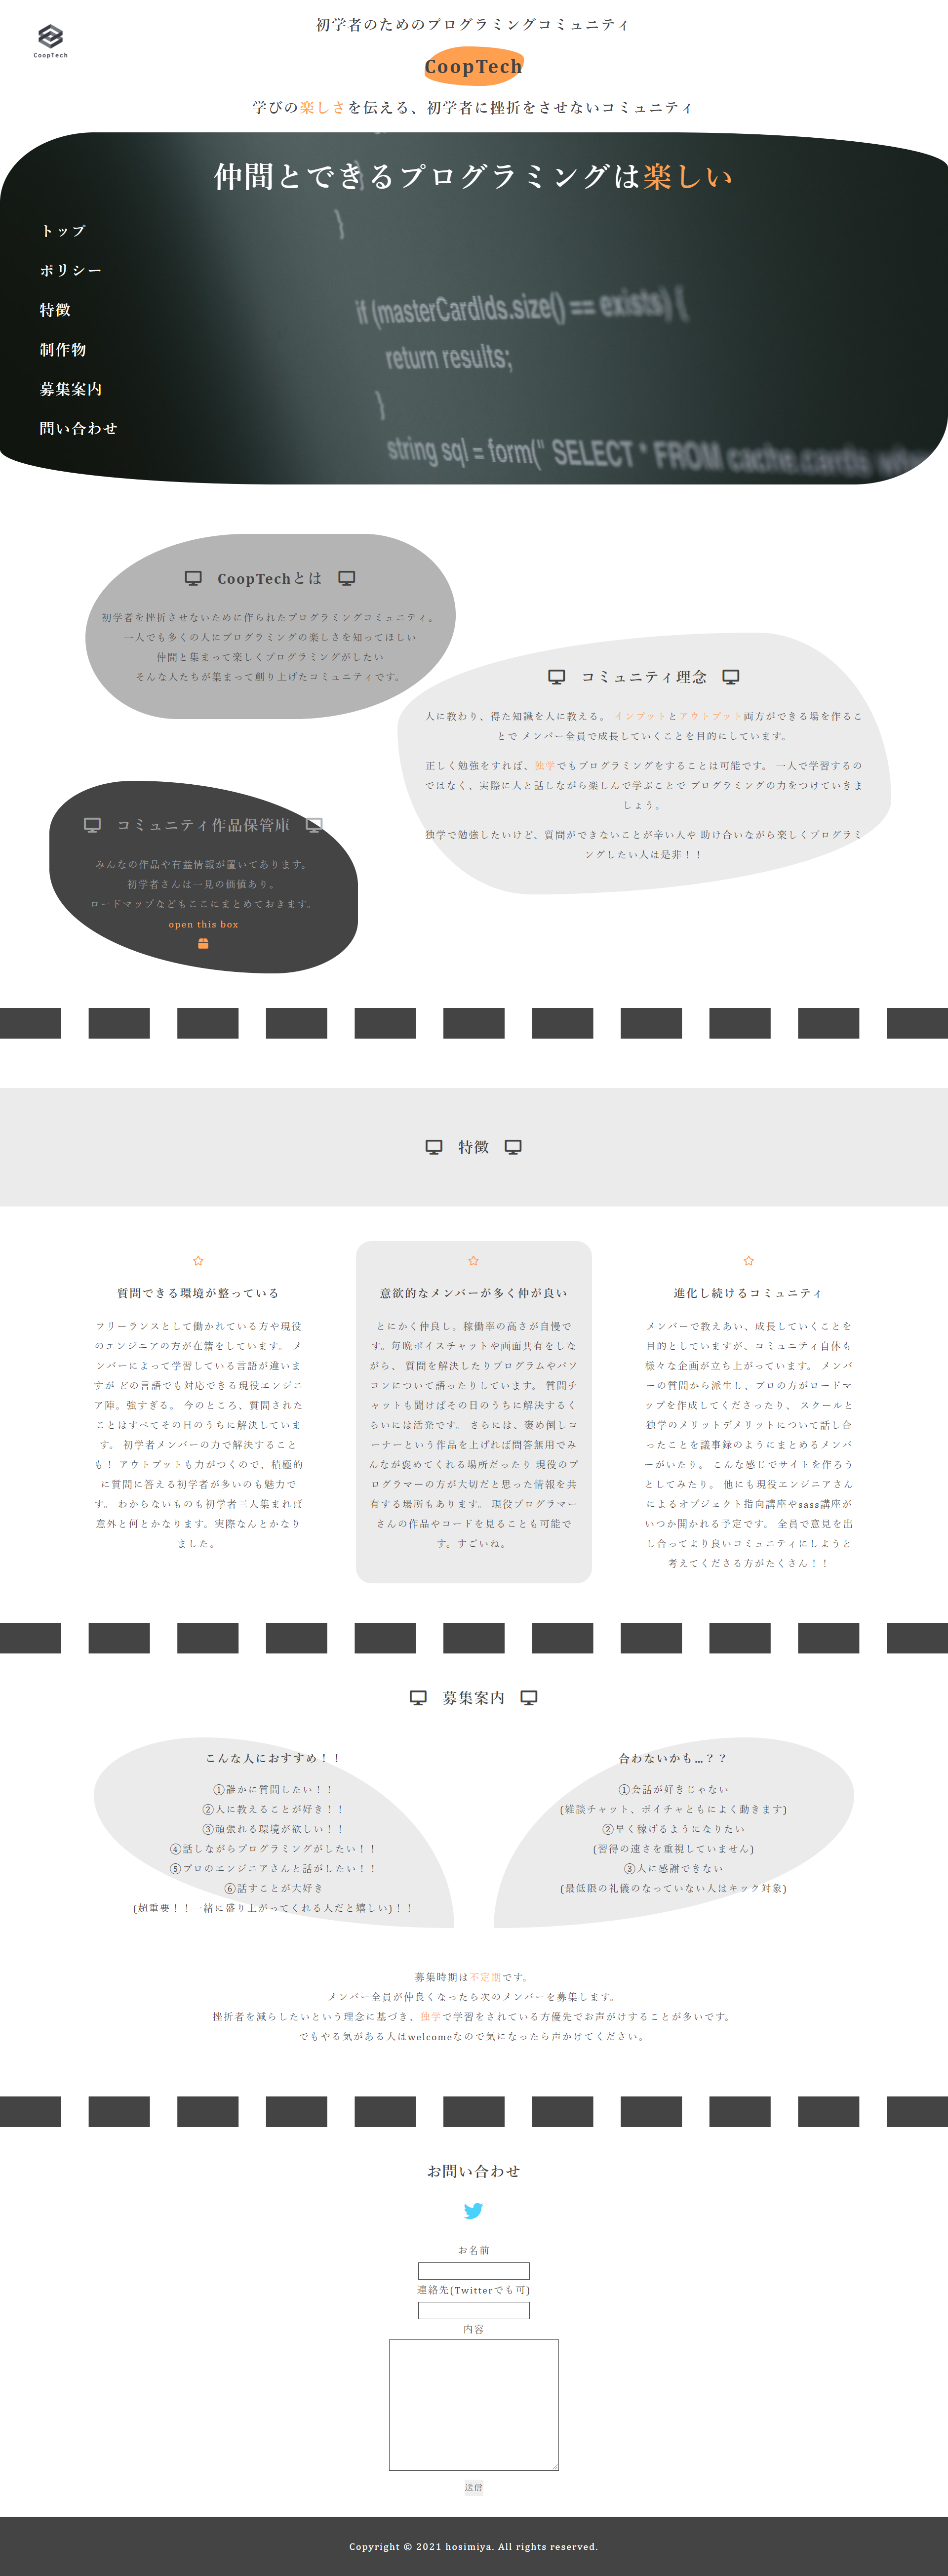 CoopTech
初学者のためのプログラミングコミュニティ
CoopTech
学びの楽しさを伝える、初学者に挫折をさせないコミュニティ
仲間とできるプログラミングは楽しい
トップ
ポリシー
特徴
制作物
募集案内
問い合わせ
}
}
if (masterCardIds.size() == exists) {
return results;
}
string sql = form(" SELECT * FROM cache.cards
CoopTechとは
初学者を挫折させないために作られたプログラミングコミュニティ。
一人でも多くの人にプログラミングの楽しさを知ってほしい
仲間と集まって楽しくプログラミングがしたい
そんな人たちが集まって創り上げたコミュニティです。
コミュニティ理念
人に教わり、得た知識を人に教える。 インプットとアウトプット両方ができる場を作るこ
とで メンバー全員で成長していくことを目的にしています。
正しく勉強をすれば、独学でもプログラミングをすることは可能です。 一人で学習するの
ではなく、実際に人と話しながら楽しんで学ぶことで プログラミングの力をつけていきま
しょう。
独学で勉強したいけど、質問ができないことが辛い人や 助け合いながら楽しくプログラミ
ングしたい人は是非！！
コミュニティ作品保管庫
みんなの作品や有益情報が置いてあります。
初学者さんは一見の価値あり。
ロードマップなどもここにまとめておきます。
open this box
特徴
質問できる環境が整っている
フリーランスとして働かれている方や現役
のエンジニアの方が在籍をしています。 メ
ンバーによって学習している言語が違いま
すが どの言語でも対応できる現役エンジニ
ア陣。強すぎる。 今のところ、質問された
ことはすべてその日のうちに解決していま
す。 初学者メンバーの力で解決すること
も！ アウトプットも力がつくので、積極的
に質問に答える初学者が多いのも魅力で
す。 わからないものも初学者三人集まれば
意外と何とかなります。実際なんとかなり
ました。
意欲的なメンバーが多く仲が良い
とにかく仲良し。稼働率の高さが自慢で
す。毎晩ボイスチャットや画面共有をしな
がら、 質問を解決したりプログラムやパソ
コンについて語ったりしています。 質問チ
ャットも聞けばその日のうちに解決するく
らいには活発です。 さらには、褒め倒しコ
ーナーという作品を上げれば問答無用でみ
んなが褒めてくれる場所だったり 現役のプ
ログラマーの方が大切だと思った情報を共
有する場所もあります。 現役プログラマー
さんの作品やコードを見ることも可能で
す。すごいね。
進化し続けるコミュニティ
メンバーで教えあい、成長していくことを
目的としていますが、コミュニティ自体も
様々な企画が立ち上がっています。 メンバ
ーの質問から派生し、プロの方がロードマ
ップを作成してくださったり、 スクールと
独学のメリットデメリットについて話し合
ったことを議事録のようにまとめるメンバ
ーがいたり。 こんな感じでサイトを作ろう
としてみたり。 他にも現役エンジニアさん
によるオブジェクト指向講座やsass講座が
いつか開かれる予定です。 全員で意見を出
し合ってより良いコミュニティにしようと
考えてくださる方がたくさん！！
募集案内
こんな人におすすめ！！
①誰かに質問したい！！
②人に教えることが好き！！
③頑張れる環境が欲しい！！
④話しながらプログラミングがしたい！！
⑤プロのエンジニアさんと話がしたい！！
⑥話すことが大好き
(超重要！！一緒に盛り上がってくれる人だと嬉しい)！！
合わないかも…？？
①会話が好きじゃない
(雑談チャット、ボイチャともによく動きます)
②早く稼げるようになりたい
(習得の速さを重視していません)
③人に感謝できない
(最低限の礼儀のなっていない人はキック対象)
募集時期は不定期です。
メンバー全員が仲良くなったら次のメンバーを募集します。
挫折者を減らしたいという理念に基づき、独学で学習をされている方優先でお声がけすることが多いです。
でもやる気がある人はwelcomeなので気になったら声かけてください。
お問い合わせ
お名前
連絡先(Twitterでも可)
内容
送信
Copyright © 2021 hosimiya. All rights reserved.